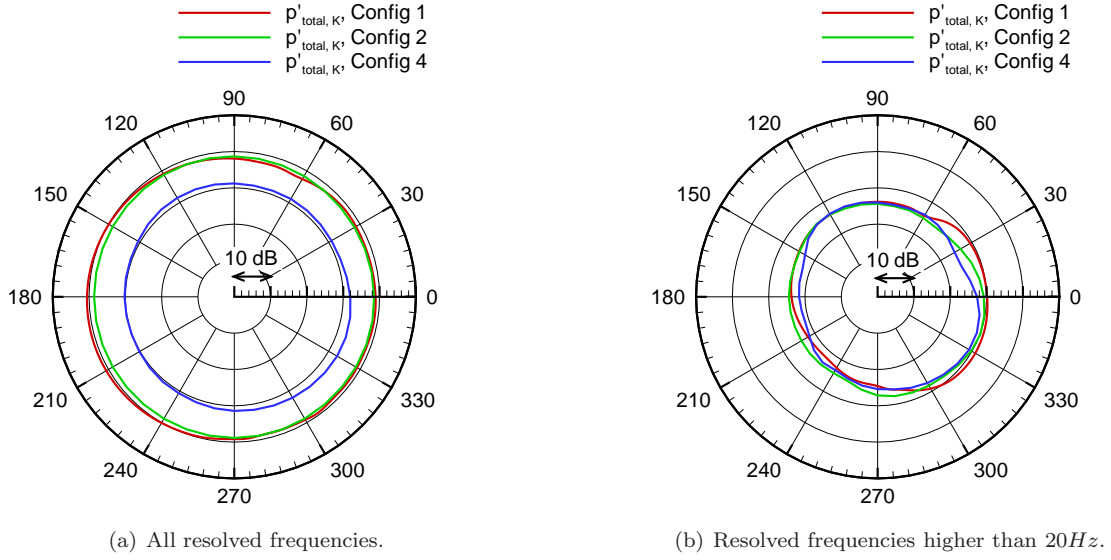 p'total, K, Config 1
p'total, K, Config 2
p'total, K, Config 4
90
120
60
150
30
10 dB
180
0
210
330
240
300
270
(a) All resolved frequencies.
p'total, K, Config 1
p'total, K, Config 2
p'total, K, Config 4
90
120
60
150
30
10 dB
180
0
210
330
240
300
270
(b) Resolved frequencies higher than 20Hz.